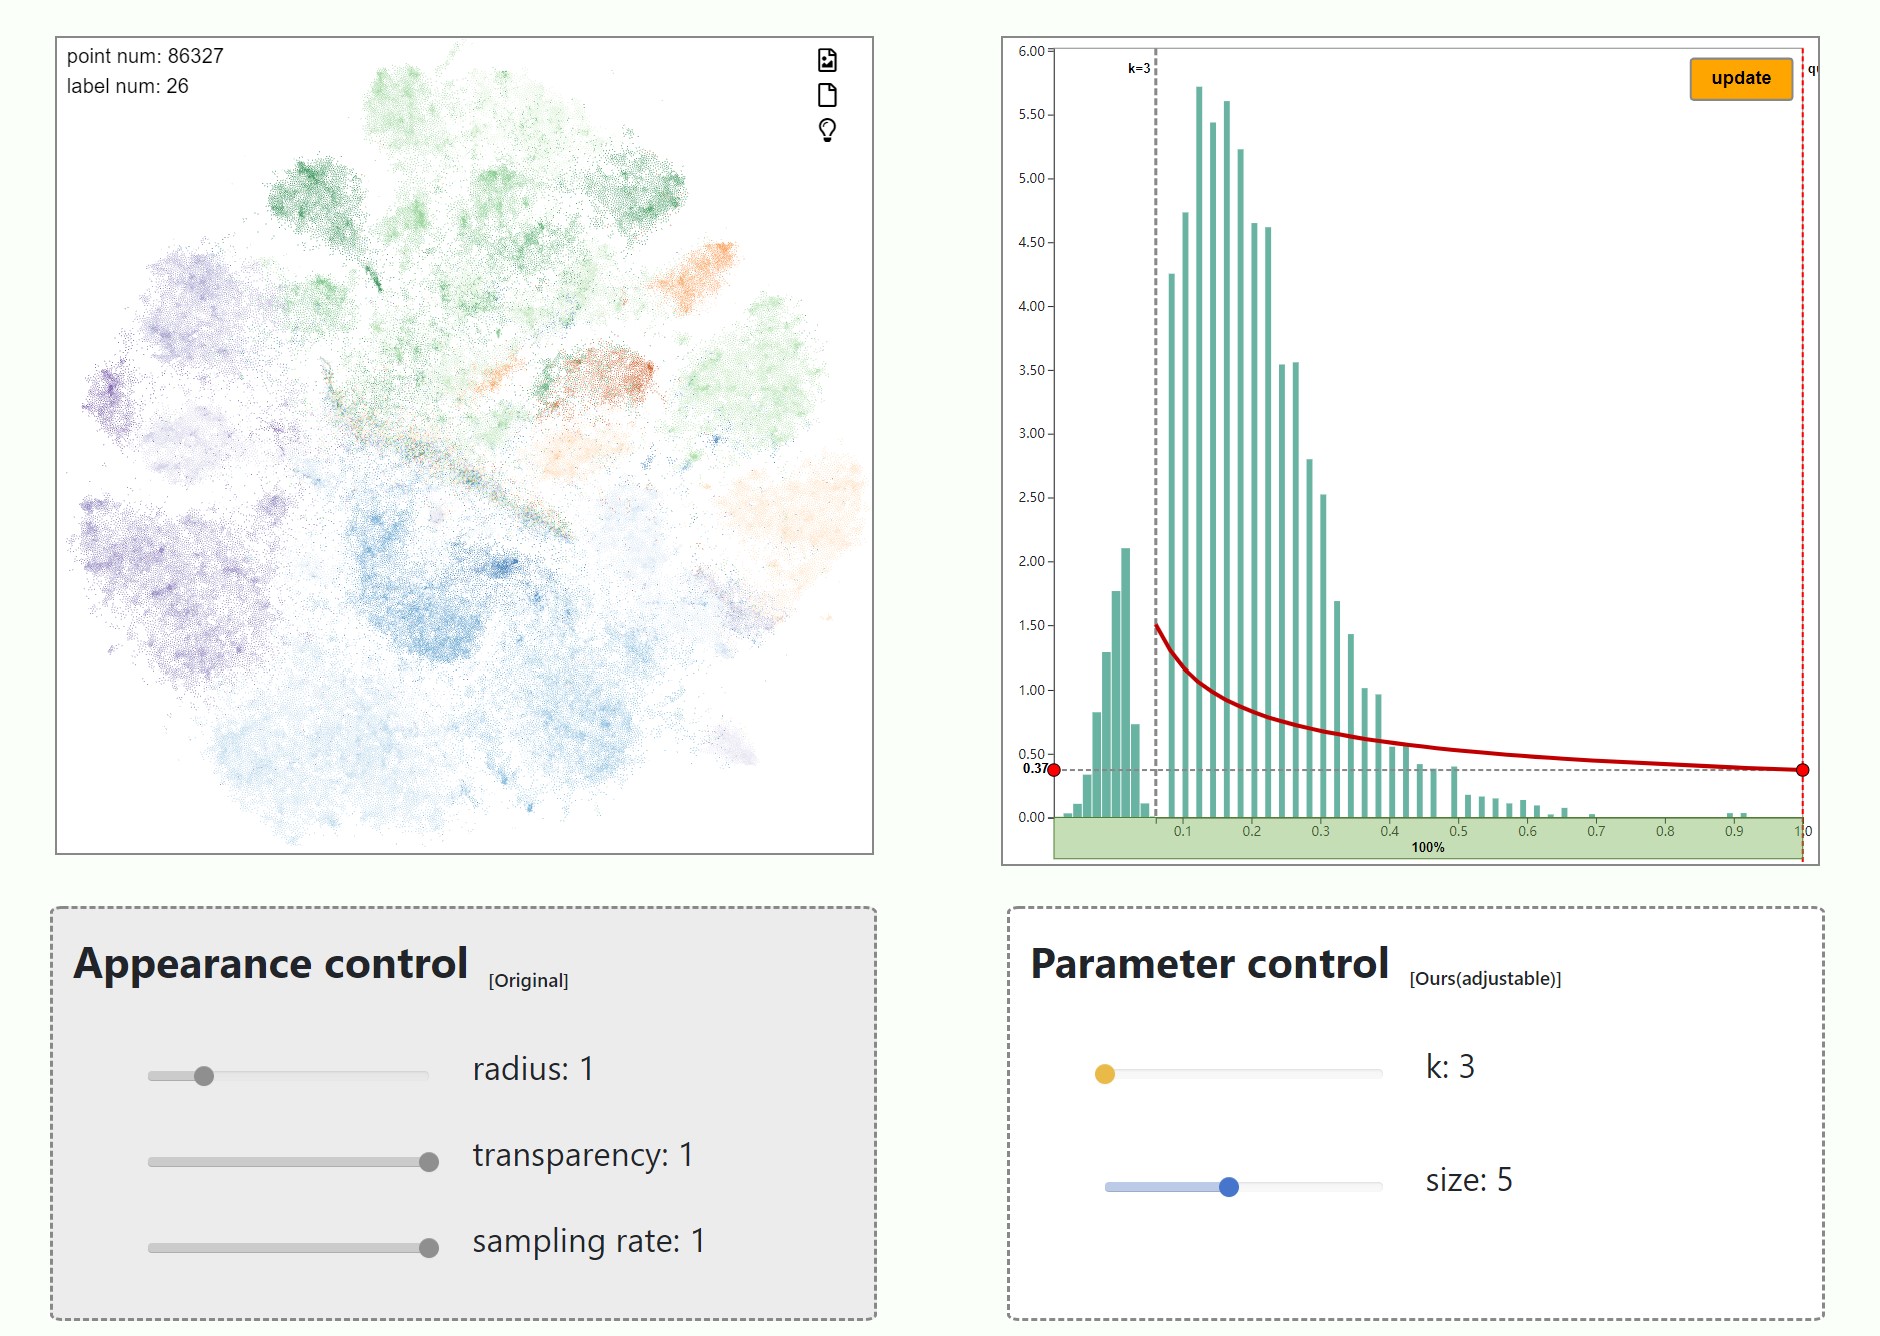 point num: 86327
label num: 26
6.00
5.50
5.00
4.50
4.00
3.50
3.00
2.50
2.00
1.50
1.00
0.50
0.37
0.00
k=3
update
0.1 0.2 0.3 0.4 0.5 0.6 0.7 0.8 0.9 1.0
100%
Appearance control [Original]
radius: 1
transparency: 1
sampling rate: 1
Parameter control [Ours(adjustable)]
k: 3
size: 5